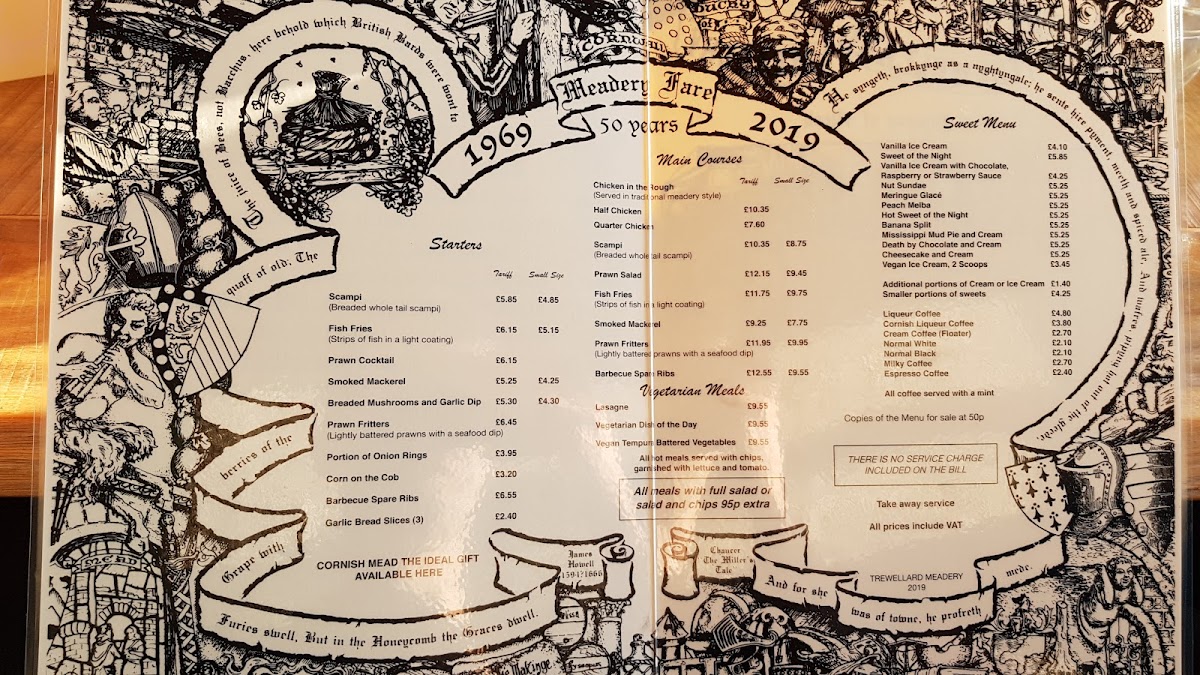 The juice of Bees, not Bacchus, here behold which British Bards were wont to
quaff of old; The
berries of the
Grape with
Furies swell, But in the Honeycomb the Graces dwell.
James
Howell
1594?1666
1969
Meadery Fare
50 years
2019
Starters
Tariff Small Size
Scampi £5.85 £4.85
(Breaded whole tail scampi)
Fish Fries £6.15 £5.15
(Strips of fish in a light coating)
Prawn Cocktail £6.15
Smoked Mackerel £5.25 £4.25
Breaded Mushrooms and Garlic Dip £5.30 £4.30
Prawn Fritters £6.45
(Lightly battered prawns with a seafood dip)
Portion of Onion Rings £3.95
Corn on the Cob £3.20
Barbecue Spare Ribs £6.55
Garlic Bread Slices (3) £2.40
CORNISH MEAD THE IDEAL GIFT
AVAILABLE HERE
Main Courses
Tariff Small Size
Chicken in the Rough
(Served in traditional meadery style)
Half Chicken £10.35
Quarter Chicken £7.60
Scampi £10.35 £8.75
(Breaded whole tail scampi)
Prawn Salad £12.15 £9.45
Fish Fries £11.75 £9.75
(Strips of fish in a light coating)
Smoked Mackerel £9.25 £7.75
Prawn Fritters £11.95 £9.95
(Lightly battered prawns with a seafood dip)
Barbecue Spare Ribs £12.55 £9.55
Vegetarian Meals
Lasagne £9.55
Vegetarian Dish of the Day £9.55
Vegan Tempura Battered Vegetables £9.55
All hot meals served with chips,
garnished with lettuce and tomato.
All meals with full salad or
salad and chips 95p extra
Sweet Menu
Vanilla Ice Cream £4.10
Sweet of the Night £5.85
Vanilla Ice Cream with Chocolate,
Raspberry or Strawberry Sauce £4.25
Nut Sundae £5.25
Meringue Glacé £5.25
Peach Melba £5.25
Hot Sweet of the Night £5.25
Banana Split £5.25
Mississippi Mud Pie and Cream £5.25
Death by Chocolate and Cream £5.25
Cheesecake and Cream £5.25
Vegan Ice Cream, 2 Scoops £3.45
Additional portions of Cream or Ice Cream £1.40
Smaller portions of sweets £4.25
Liqueur Coffee £4.80
Cornish Liqueur Coffee £3.80
Cream Coffee (Floater) £2.70
Normal White £2.10
Normal Black £2.10
Milky Coffee £2.70
Espresso Coffee £2.40
All coffee served with a mint
Copies of the Menu for sale at 50p
THERE IS NO SERVICE CHARGE
INCLUDED ON THE BILL
Take away service
All prices include VAT
TREWELLARD MEADERY
2019
He syngeth, brokkynge as a nyghtyngale; he sente hire pyment, meeth and spiced ale, And wafres, pipyng hot out of the gleede;
And for she
was of towne, he profreth
mede.
Chaucer
The Miller's
Tale
MEAD